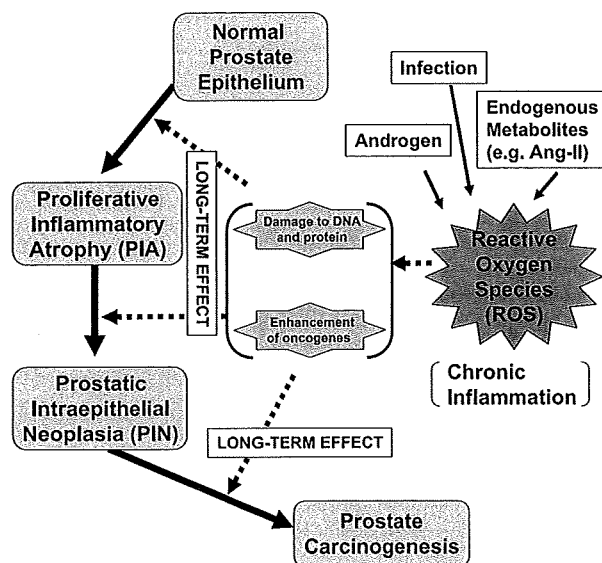 Normal
Prostate
Epithelium
Infection
Endogenous
Metabolites
(e.g. Ang-II)
Androgen
LONG-TERM EFFECT
Proliferative
Inflammatory
Atrophy (PIA)
Damage to DNA
and protein
Reactive
Oxygen
Species
(ROS)
Enhancement
of oncogenes
Chronic
Inflammation
Prostatic
Intraepithelial
Neoplasia (PIN)
LONG-TERM EFFECT
Prostate
Carcinogenesis